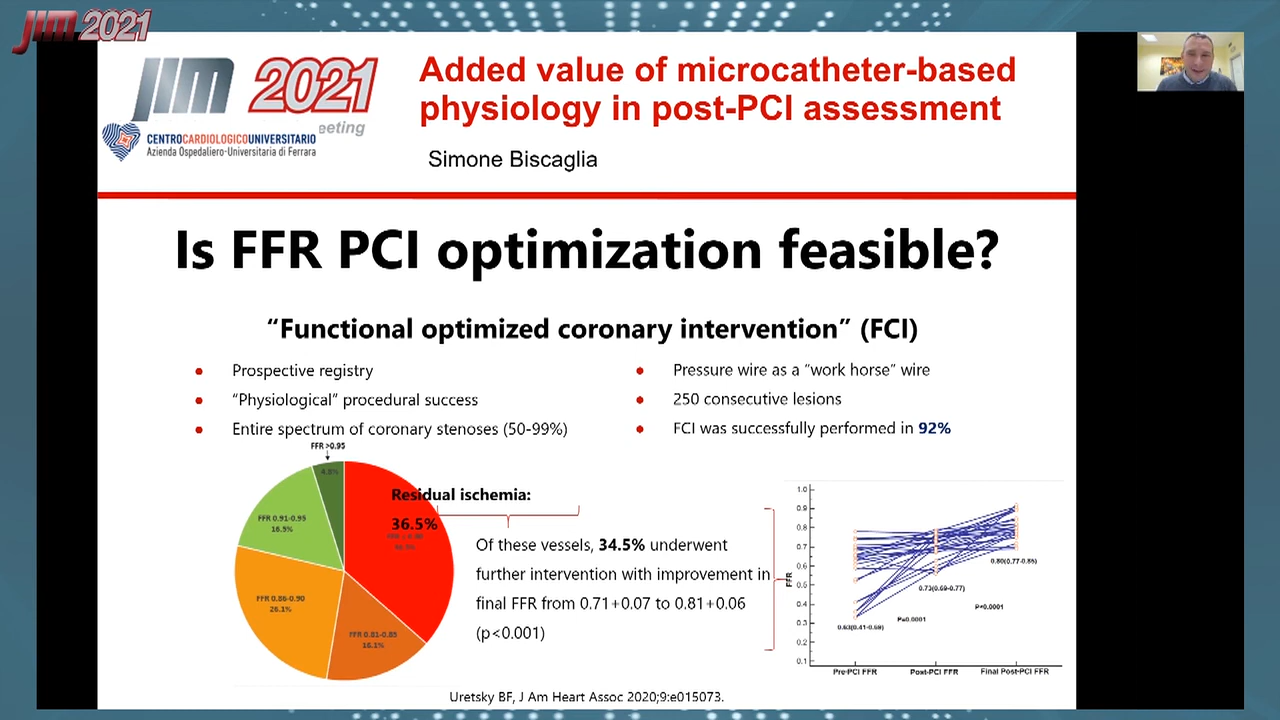 JIM 2021
JIM 2021
eeting
CENTROCARDIOLOGICOUNIVERSITARIO
Azienda Ospedaliero-Universitaria di Ferrara
Added value of microcatheter-based
physiology in post-PCI assessment
Simone Biscaglia
Is FFR PCI optimization feasible?
“Functional optimized coronary intervention” (FCI)
● Prospective registry
● “Physiological” procedural success
● Entire spectrum of coronary stenoses (50-99%)
● Pressure wire as a “work horse” wire
● 250 consecutive lesions
● FCI was successfully performed in 92%
FFR >0.95
4.8%
FFR 0.91-0.95
16.5%
FFR 0.86-0.90
26.1%
FFR 0.81-0.85
16.1%
Residual ischemia:
36.5%
Of these vessels, 34.5% underwent
further intervention with improvement in
final FFR from 0.71+0.07 to 0.81+0.06
(p<0.001)
FFR
1.0
0.9
0.8
0.7
0.6
0.5
0.4
0.3
0.2
0.1
0.80(0.77-0.85)
0.73(0.69-0.77)
P<0.0001
P<0.0001
0.63(0.41-0.68)
Pre-PCI FFR
Post-PCI FFR
Final Post-PCI FFR
Uretsky BF, J Am Heart Assoc 2020;9:e015073.